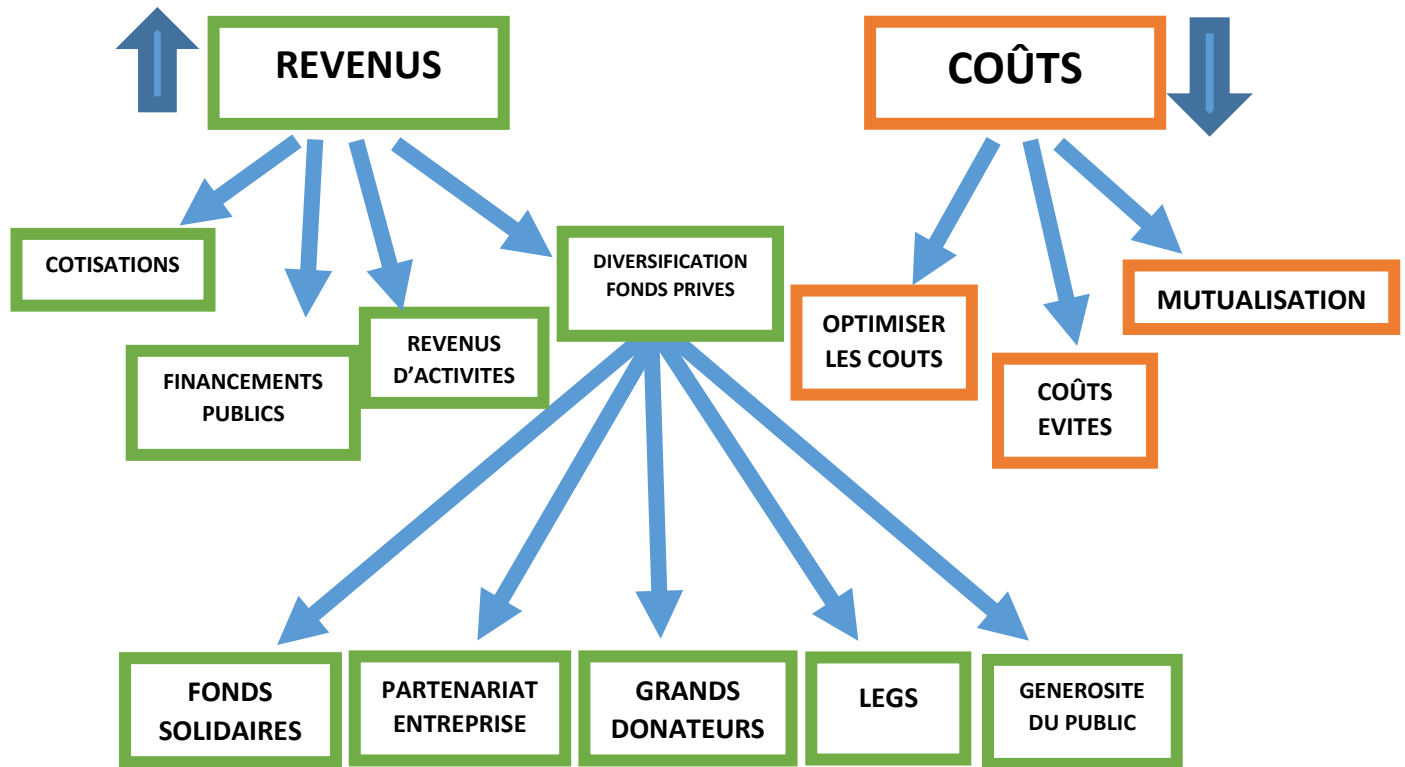 REVENUS
COÛTS
COTISATIONS
DIVERSIFICATION
FONDS PRIVES
MUTUALISATION
OPTIMISER
LES COUTS
REVENUS
D’ACTIVITES
FINANCEMENTS
PUBLICS
COÛTS
EVITES
FONDS
SOLIDAIRES
PARTENARIAT
ENTREPRISE
GRANDS
DONATEURS
LEGS
GENEROSITE
DU PUBLIC